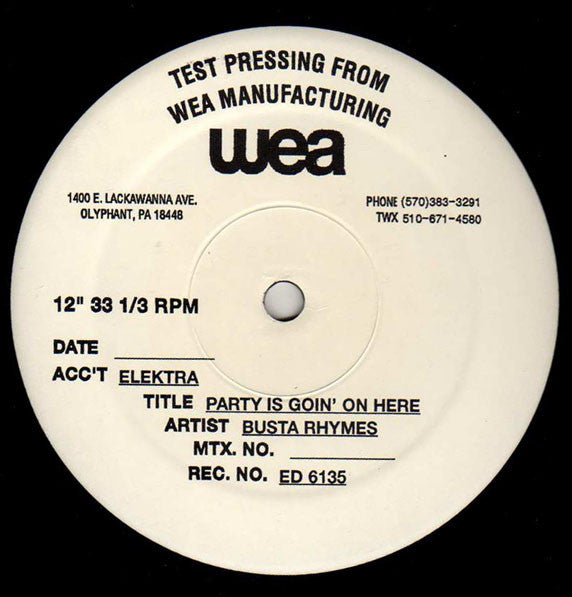 TEST PRESSING FROM
WEA MANUFACTURING
wea
1400 E. LACKAWANNA AVE.
OLYPHANT, PA 18448
PHONE (570)383-3291
TWX 510-671-4580
12" 33 1/3 RPM
DATE
ACC'T ELEKTRA
TITLE PARTY IS GOIN' ON HERE
ARTIST BUSTA RHYMES
MTX. NO.
REC. NO. ED 6135